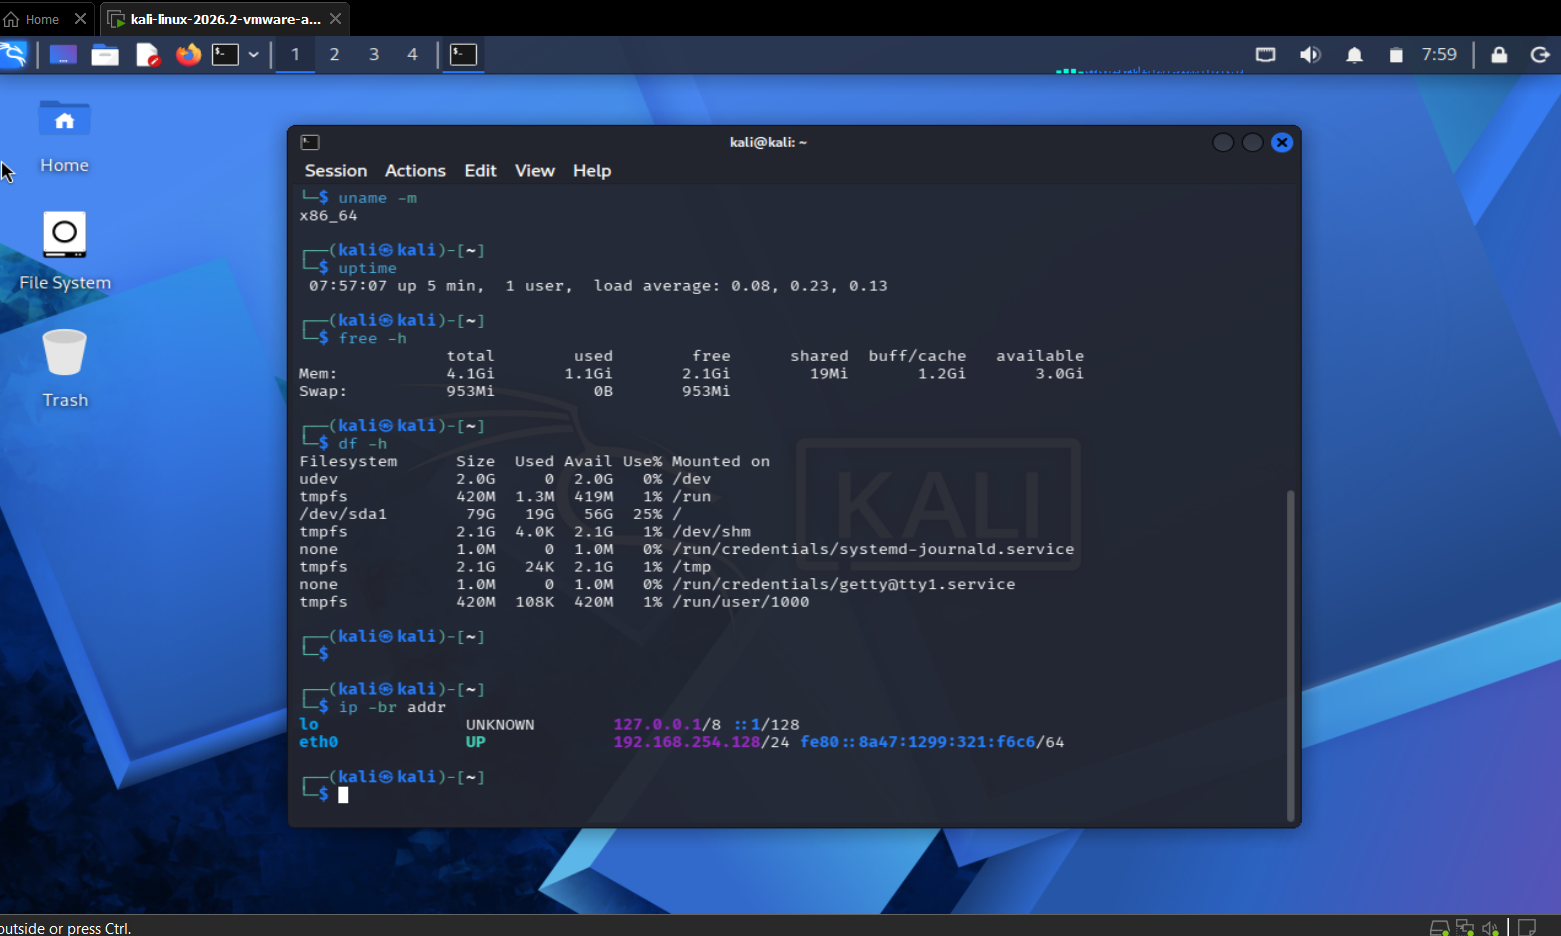 Home
kali-linux-2026.2-vmware-a...
1 2 3 4
7:59
Home
File System
Trash
kali@kali: ~
Session Actions Edit View Help
└─$ uname -m
x86_64
┌──(kali㉿kali)-[~]
└─$ uptime
07:57:07 up 5 min, 1 user, load average: 0.08, 0.23, 0.13
┌──(kali㉿kali)-[~]
└─$ free -h
total used free shared buff/cache available
Mem: 4.1Gi 1.1Gi 2.1Gi 19Mi 1.2Gi 3.0Gi
Swap: 953Mi 0B 953Mi
┌──(kali㉿kali)-[~]
└─$ df -h
Filesystem Size Used Avail Use% Mounted on
udev 2.0G 0 2.0G 0% /dev
tmpfs 420M 1.3M 419M 1% /run
/dev/sda1 79G 19G 56G 25% /
tmpfs 2.1G 4.0K 2.1G 1% /dev/shm
none 1.0M 0 1.0M 0% /run/credentials/systemd-journald.service
tmpfs 2.1G 24K 2.1G 1% /tmp
none 1.0M 0 1.0M 0% /run/credentials/getty@tty1.service
tmpfs 420M 108K 420M 1% /run/user/1000
┌──(kali㉿kali)-[~]
└─$
┌──(kali㉿kali)-[~]
└─$ ip -br addr
lo UNKNOWN 127.0.0.1/8 ::1/128
eth0 UP 192.168.254.128/24 fe80::8a47:1299:321:f6c6/64
┌──(kali㉿kali)-[~]
└─$
KALI
outside or press Ctrl.